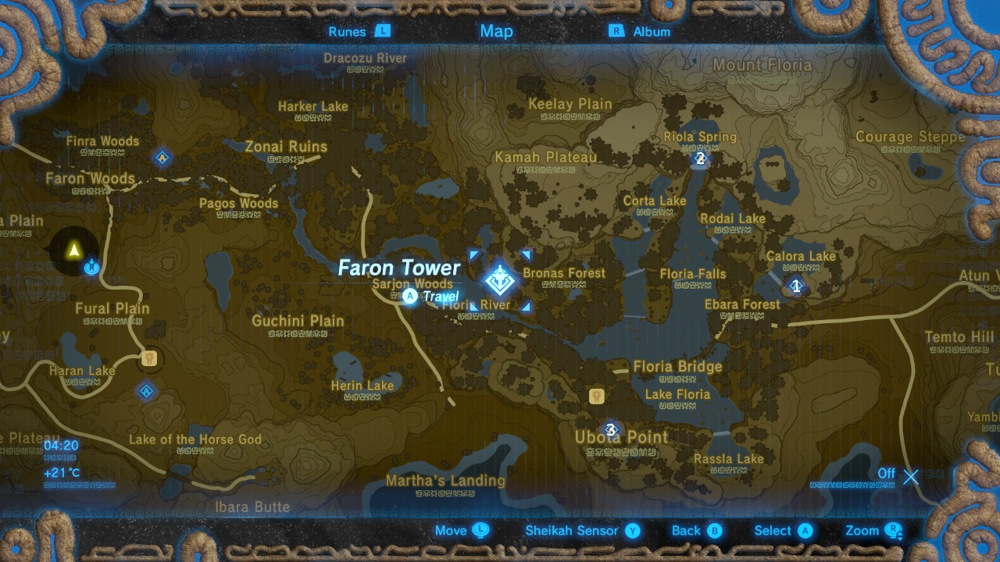 Runes L
Map
R Album
Dracozu River
Mount Floria
Harker Lake
Keelay Plain
Finra Woods
Zonai Ruins
Riola Spring
Courage Steppe
Kamah Plateau
2
Faron Woods
Pagos Woods
Corta Lake
Rodai Lake
Plain
R
Calora Lake
Faron Tower
Bronas Forest
Floria Falls
Atun
Sarjon Woods
1
A Travel
Floria River
Ebara Forest
Fural Plain
Guchini Plain
Temto Hill
Haran Lake
Floria Bridge
Herin Lake
Lake Floria
3
Ubota Point
Lake of the Horse God
Plateau
04:20
+21°C
Rassla Lake
Martha's Landing
Off
Ibara Butte
Move L
Sheikah Sensor Y
Back B
Select A
Zoom R